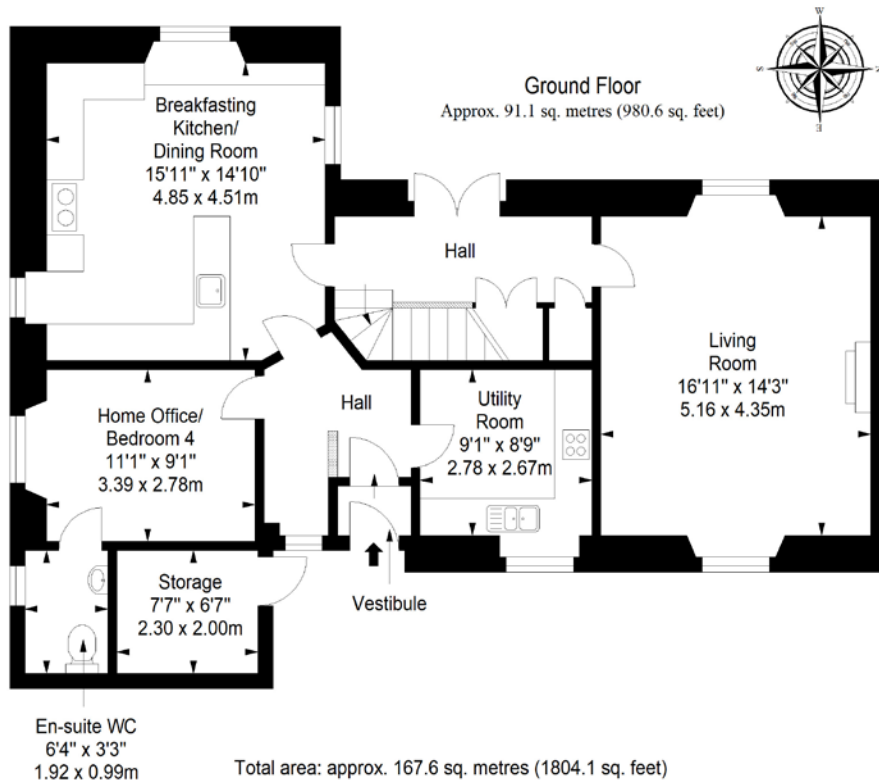 Ground Floor
Approx. 91.1 sq. metres (980.6 sq. feet)
W
S
N
E
Breakfasting
Kitchen/
Dining Room
15'11" x 14'10"
4.85 x 4.51m
Hall
Living
Room
16'11" x 14'3"
5.16 x 4.35m
Home Office/
Bedroom 4
11'1" x 9'1"
3.39 x 2.78m
Hall
Utility
Room
9'1" x 8'9"
2.78 x 2.67m
Storage
7'7" x 6'7"
2.30 x 2.00m
Vestibule
En-suite WC
6'4" x 3'3"
1.92 x 0.99m
Total area: approx. 167.6 sq. metres (1804.1 sq. feet)